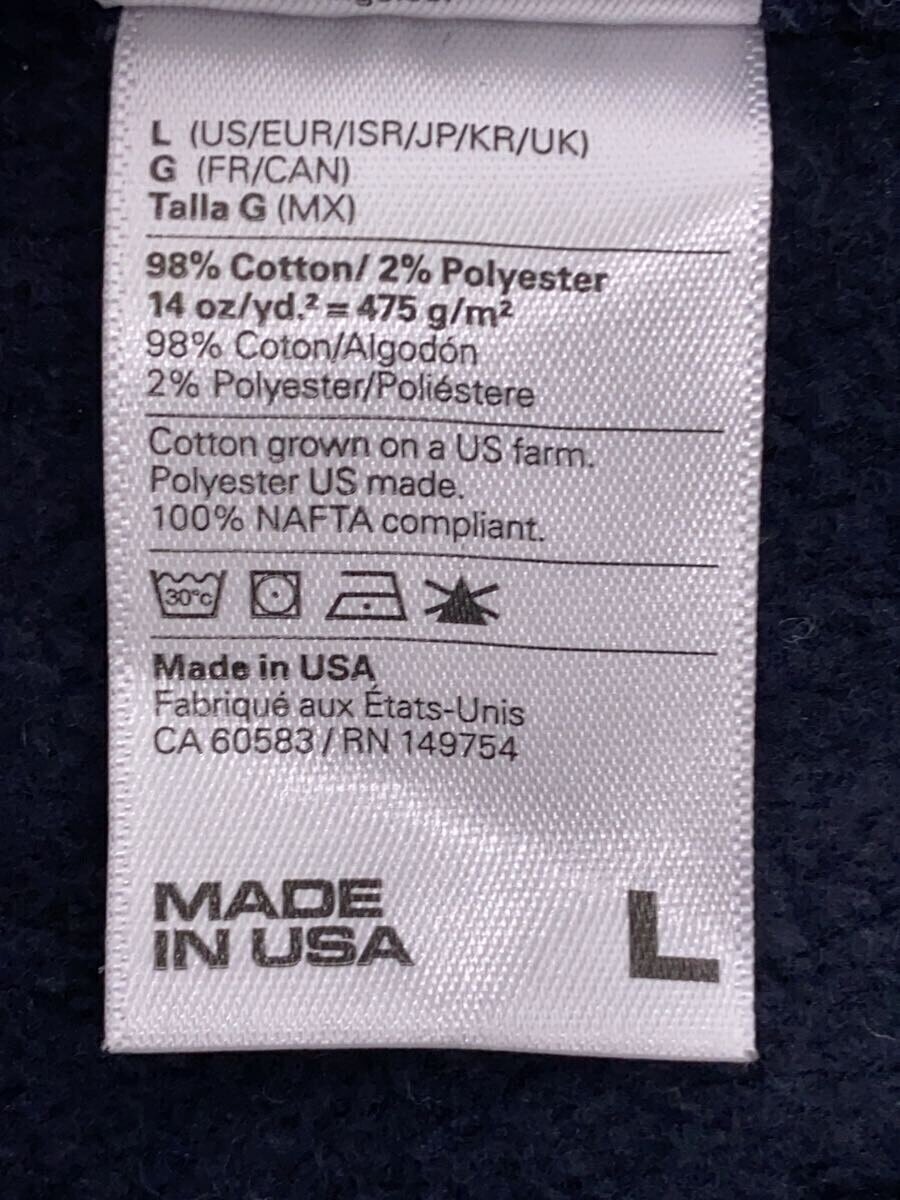 L (US/EUR/ISR/JP/KR/UK)
G (FR/CAN)
Talla G (MX)
98% Cotton/ 2% Polyester
14 oz/yd.² = 475 g/m²
98% Coton/Algodón
2% Polyester/Poliéstere
Cotton grown on a US farm.
Polyester US made.
100% NAFTA compliant.
30°c
Made in USA
Fabriqué aux États-Unis
CA 60583 / RN 149754
MADE
IN USA
L